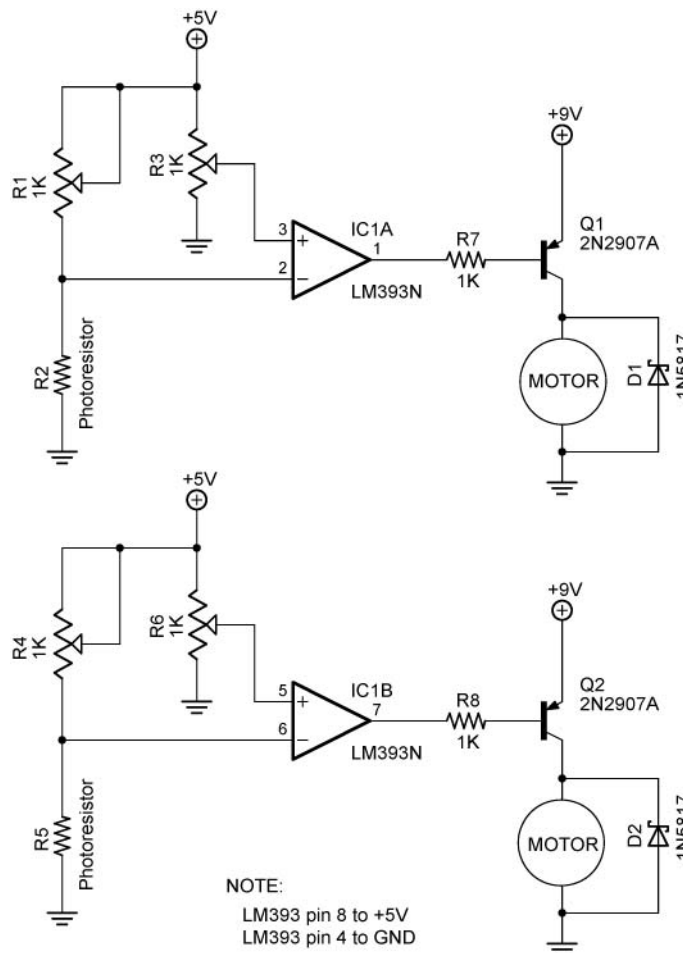 +5V
R1
1K
R3
1K
+9V
3
+
2
−
IC1A
1
LM393N
R7
1K
Q1
2N2907A
R2
Photoresistor
MOTOR
D1
1N5817
+5V
R4
1K
R6
1K
+9V
5
+
6
−
IC1B
7
LM393N
R8
1K
Q2
2N2907A
R5
Photoresistor
MOTOR
D2
1N5817
NOTE:
LM393 pin 8 to +5V
LM393 pin 4 to GND